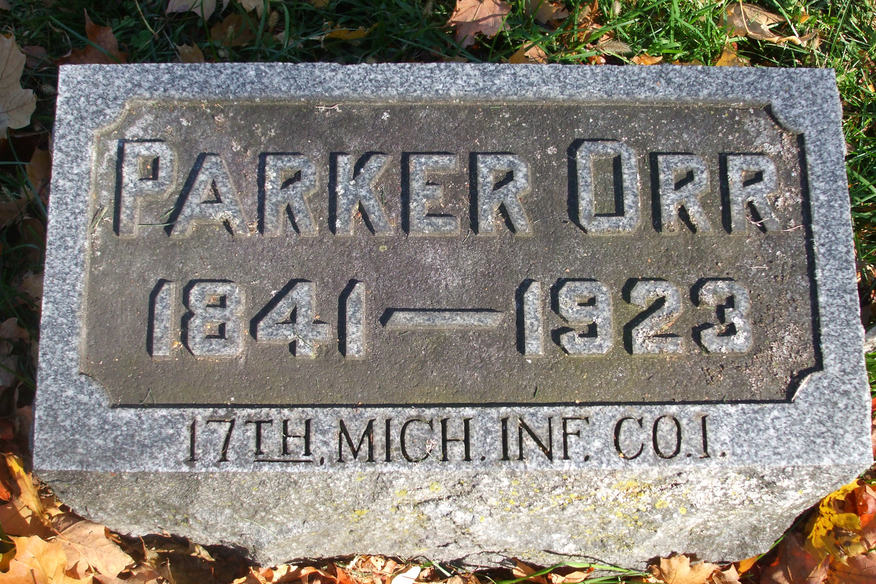 PARKER ORR
1841—1923
17TH, MICH. INF. CO. I.